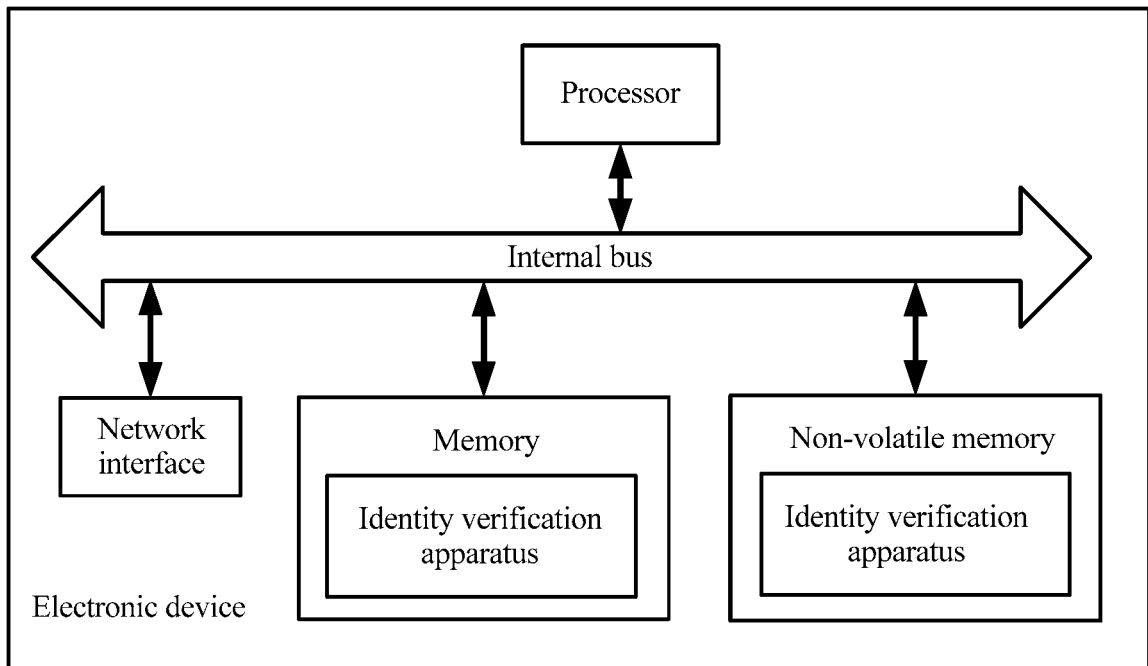 Processor
Internal bus
Network
interface
Memory
Identity verification
apparatus
Non-volatile memory
Identity verification
apparatus
Electronic device